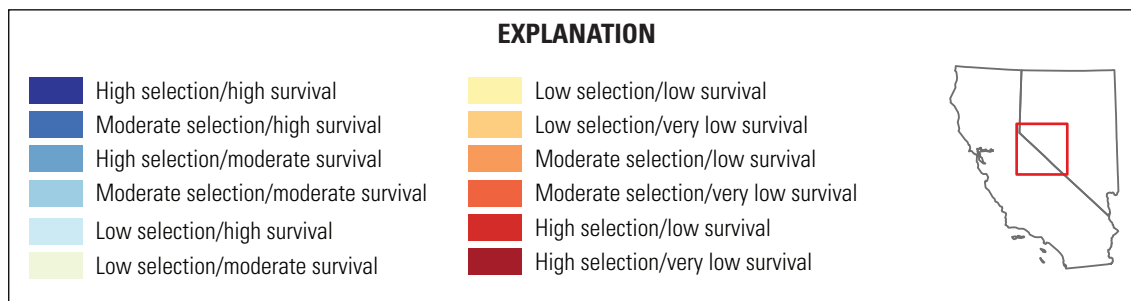 EXPLANATION
High selection/high survival
Moderate selection/high survival
High selection/moderate survival
Moderate selection/moderate survival
Low selection/high survival
Low selection/moderate survival
Low selection/low survival
Low selection/very low survival
Moderate selection/low survival
Moderate selection/very low survival
High selection/low survival
High selection/very low survival